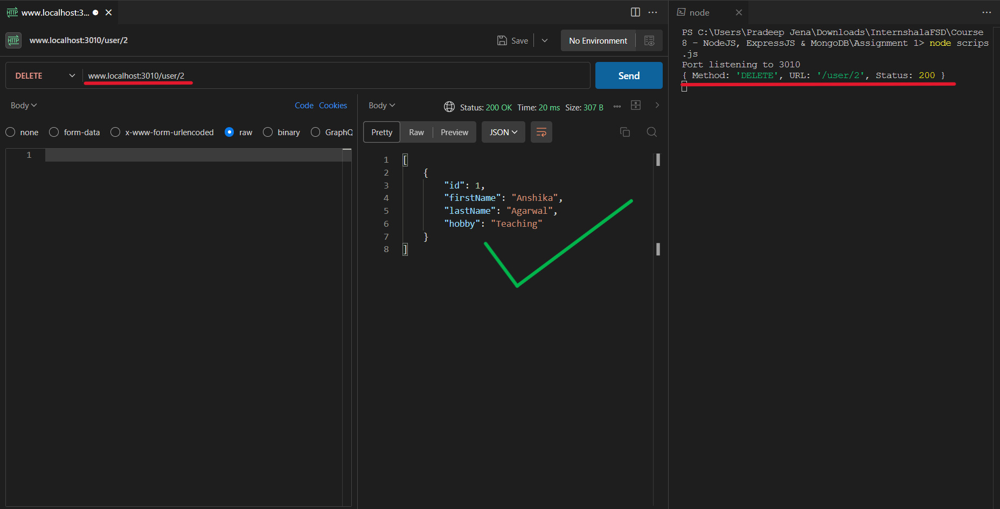 HTTP www.localhost:3...
node
HTTP www.localhost:3010/user/2
Save
No Environment
DELETE
www.localhost:3010/user/2
Send
Body
Code Cookies
none
form-data
x-www-form-urlencoded
raw
binary
GraphQ
1
Body
Status: 200 OK Time: 20 ms Size: 307 B
Pretty
Raw
Preview
JSON
1 [
2 {
3 "id": 1,
4 "firstName": "Anshika",
5 "lastName": "Agarwal",
6 "hobby": "Teaching"
7 }
8 ]
PS C:\Users\Pradeep Jena\Downloads\InternshalaFSD\Course
8 - NodeJS, ExpressJS & MongoDB\Assignment 1> node scrips
.js
Port listening to 3010
{ Method: 'DELETE', URL: '/user/2', Status: 200 }